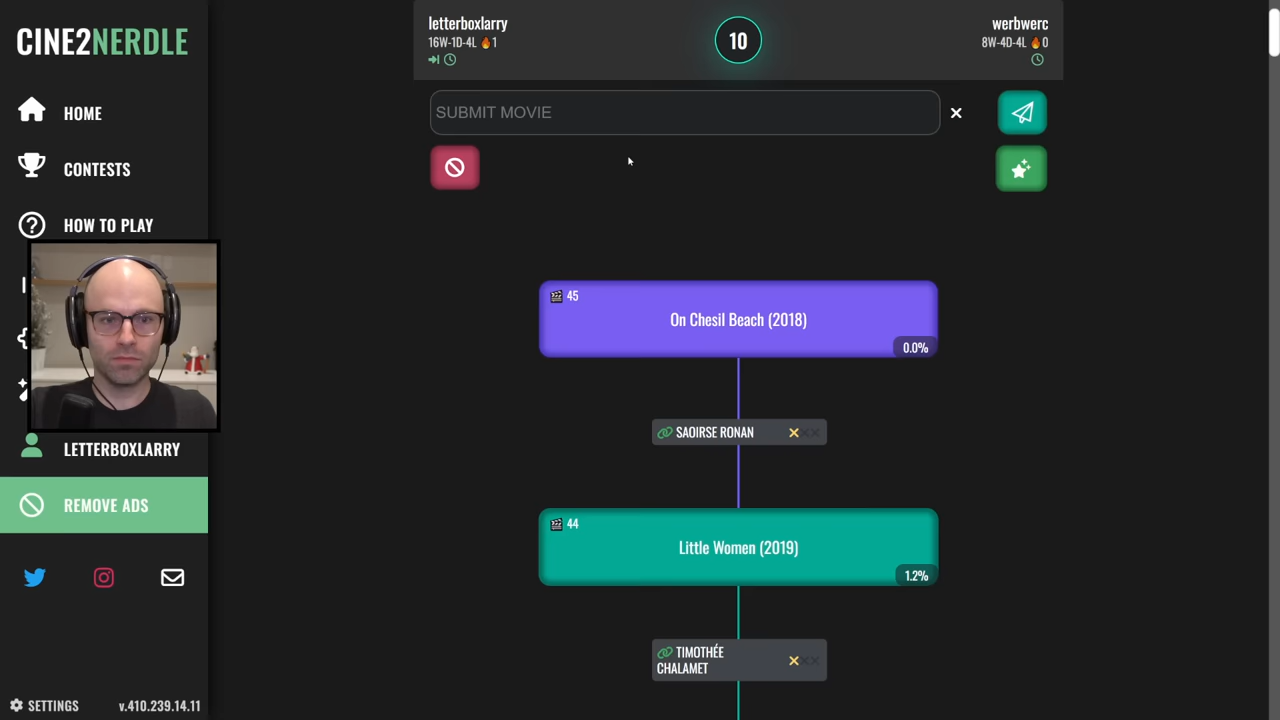 CINE2NERDLE
HOME
CONTESTS
HOW TO PLAY
LETTERBOXLARRY
REMOVE ADS
SETTINGS
v.410.239.14.11
letterboxlarry
16W-1D-4L 🔥1
10
werbwerc
8W-4D-4L 🔥0
SUBMIT MOVIE
45
On Chesil Beach (2018)
0.0%
SAOIRSE RONAN
44
Little Women (2019)
1.2%
TIMOTHÉE
CHALAMET